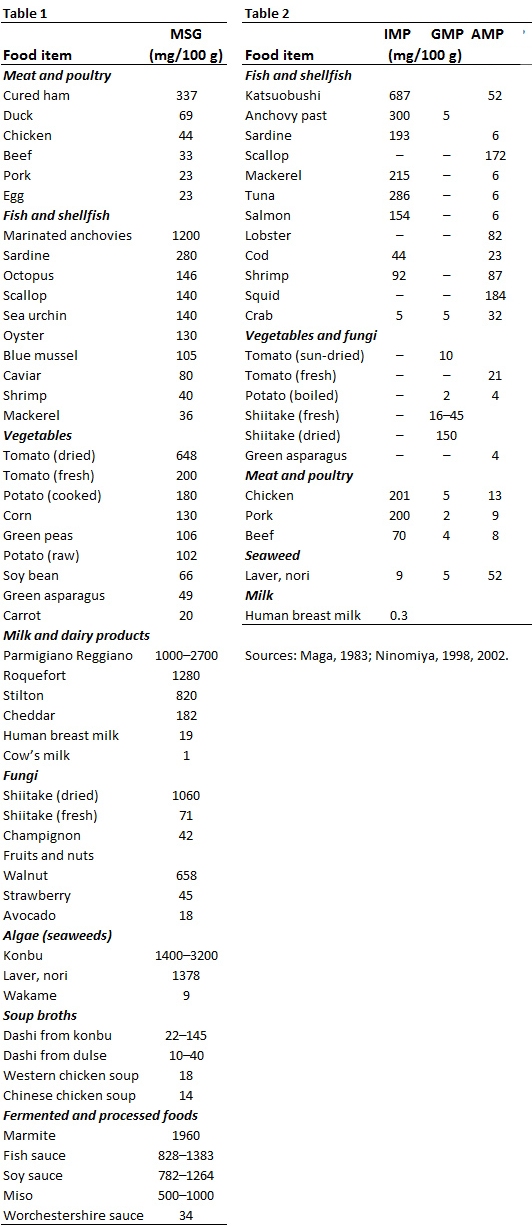 Table 1
MSG
Food item (mg/100 g)
Meat and poultry
Cured ham 337
Duck 69
Chicken 44
Beef 33
Pork 23
Egg 23
Fish and shellfish
Marinated anchovies 1200
Sardine 280
Octopus 146
Scallop 140
Sea urchin 140
Oyster 130
Blue mussel 105
Caviar 80
Shrimp 40
Mackerel 36
Vegetables
Tomato (dried) 648
Tomato (fresh) 200
Potato (cooked) 180
Corn 130
Green peas 106
Potato (raw) 102
Soy bean 66
Green asparagus 49
Carrot 20
Milk and dairy products
Parmigiano Reggiano 1000–2700
Roquefort 1280
Stilton 820
Cheddar 182
Human breast milk 19
Cow's milk 1
Fungi
Shiitake (dried) 1060
Shiitake (fresh) 71
Champignon 42
Fruits and nuts
Walnut 658
Strawberry 45
Avocado 18
Algae (seaweeds)
Konbu 1400–3200
Laver, nori 1378
Wakame 9
Soup broths
Dashi from konbu 22–145
Dashi from dulse 10–40
Western chicken soup 18
Chinese chicken soup 14
Fermented and processed foods
Marmite 1960
Fish sauce 828–1383
Soy sauce 782–1264
Miso 500–1000
Worchestershire sauce 34
Table 2
IMP GMP AMP
Food item (mg/100 g)
Fish and shellfish
Katsuobushi 687 52
Anchovy past 300 5
Sardine 193 6
Scallop – – 172
Mackerel 215 – 6
Tuna 286 – 6
Salmon 154 – 6
Lobster – – 82
Cod 44 23
Shrimp 92 – 87
Squid – – 184
Crab 5 5 32
Vegetables and fungi
Tomato (sun-dried) – 10
Tomato (fresh) – – 21
Potato (boiled) – 2 4
Shiitake (fresh) – 16–45
Shiitake (dried) – 150
Green asparagus – – 4
Meat and poultry
Chicken 201 5 13
Pork 200 2 9
Beef 70 4 8
Seaweed
Laver, nori 9 5 52
Milk
Human breast milk 0.3
Sources: Maga, 1983; Ninomiya, 1998, 2002.